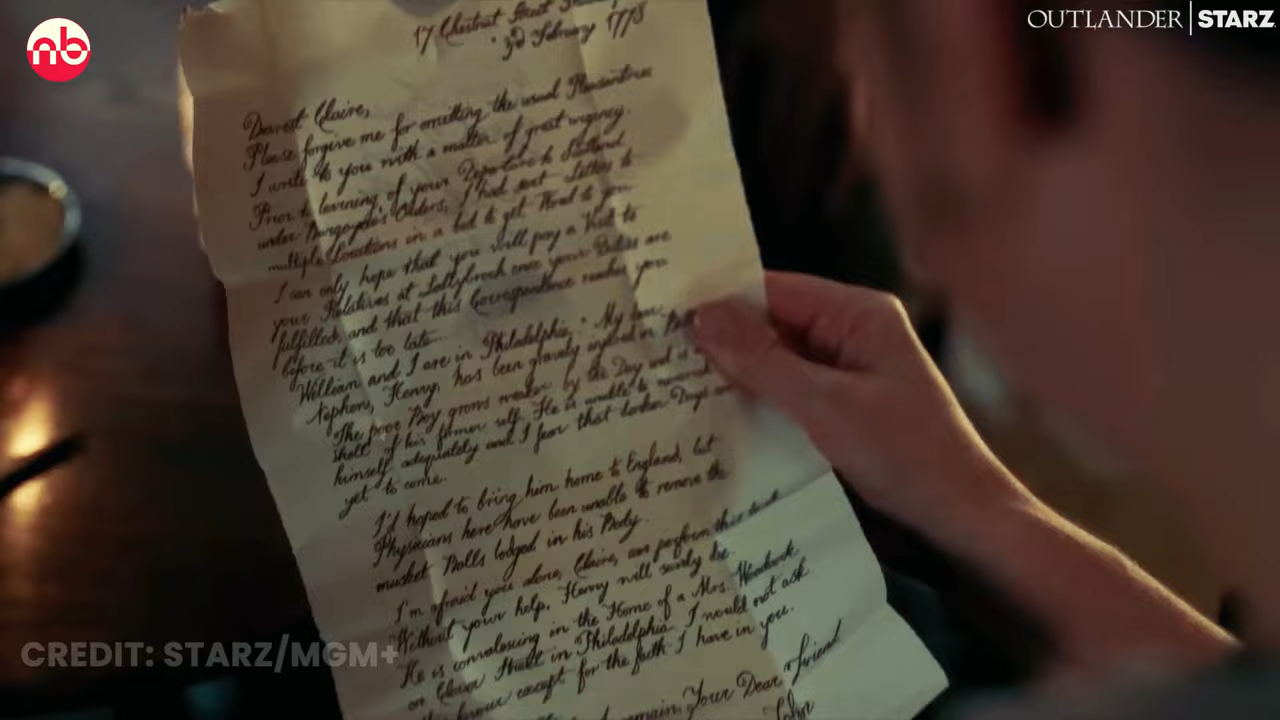 nb
OUTLANDER | STARZ
17 Chestnut Street
3rd February 1778
Dearest Claire,
Please forgive me for omitting the usual Pleasantries
I write to you with a matter of great urgency.
Prior to learning of your Departure to Scotland
under Burgoyne's Orders, I had sent Letters to
multiple Locations in a bid to get Word to you
I can only hope that you will pay a Visit to
your Relatives at Lallybroch once your Duties are
fulfilled and that this Correspondence reaches you
before it is too late.
William and I are in Philadelphia. My
Nephew, Henry, has been gravely injured in
The poor Boy grows weaker by the Day and is
shell of his former self. He is unable to
himself adequately and I fear that darker Days
yet to come.
I'd hoped to bring him home to England, but
Physicians here have been unable to remove the
musket Balls lodged in his Body.
I'm afraid you alone, Claire, can perform this
Without your help, Henry will surely die.
He is convalescing in the Home of a Mrs. Woodcock
on Street in Philadelphia. I would not ask
this favour except for the faith I have in you.
remain, Your Dear Friend
John
CREDIT: STARZ/MGM+